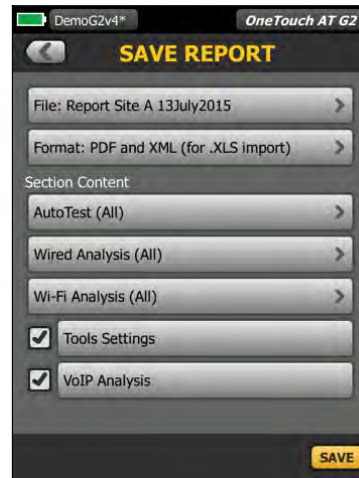 DemoG2v4*
OneTouch AT G2
SAVE REPORT
File: Report Site A 13July2015
Format: PDF and XML (for .XLS import)
Section Content
AutoTest (All)
Wired Analysis (All)
Wi-Fi Analysis (All)
Tools Settings
VoIP Analysis
SAVE